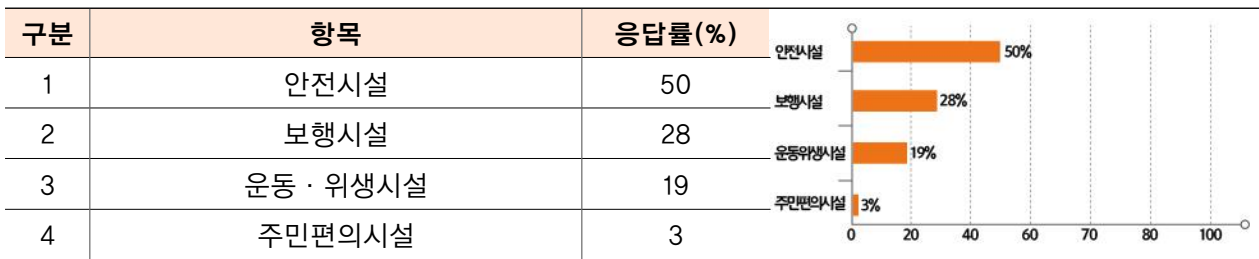 구분 항목 응답률(%)
1 안전시설 50
2 보행시설 28
3 운동 · 위생시설 19
4 주민편의시설 3
안전시설 50%
보행시설 28%
운동위생시설 19%
주민편의시설 3%
0 20 40 60 70 80 100